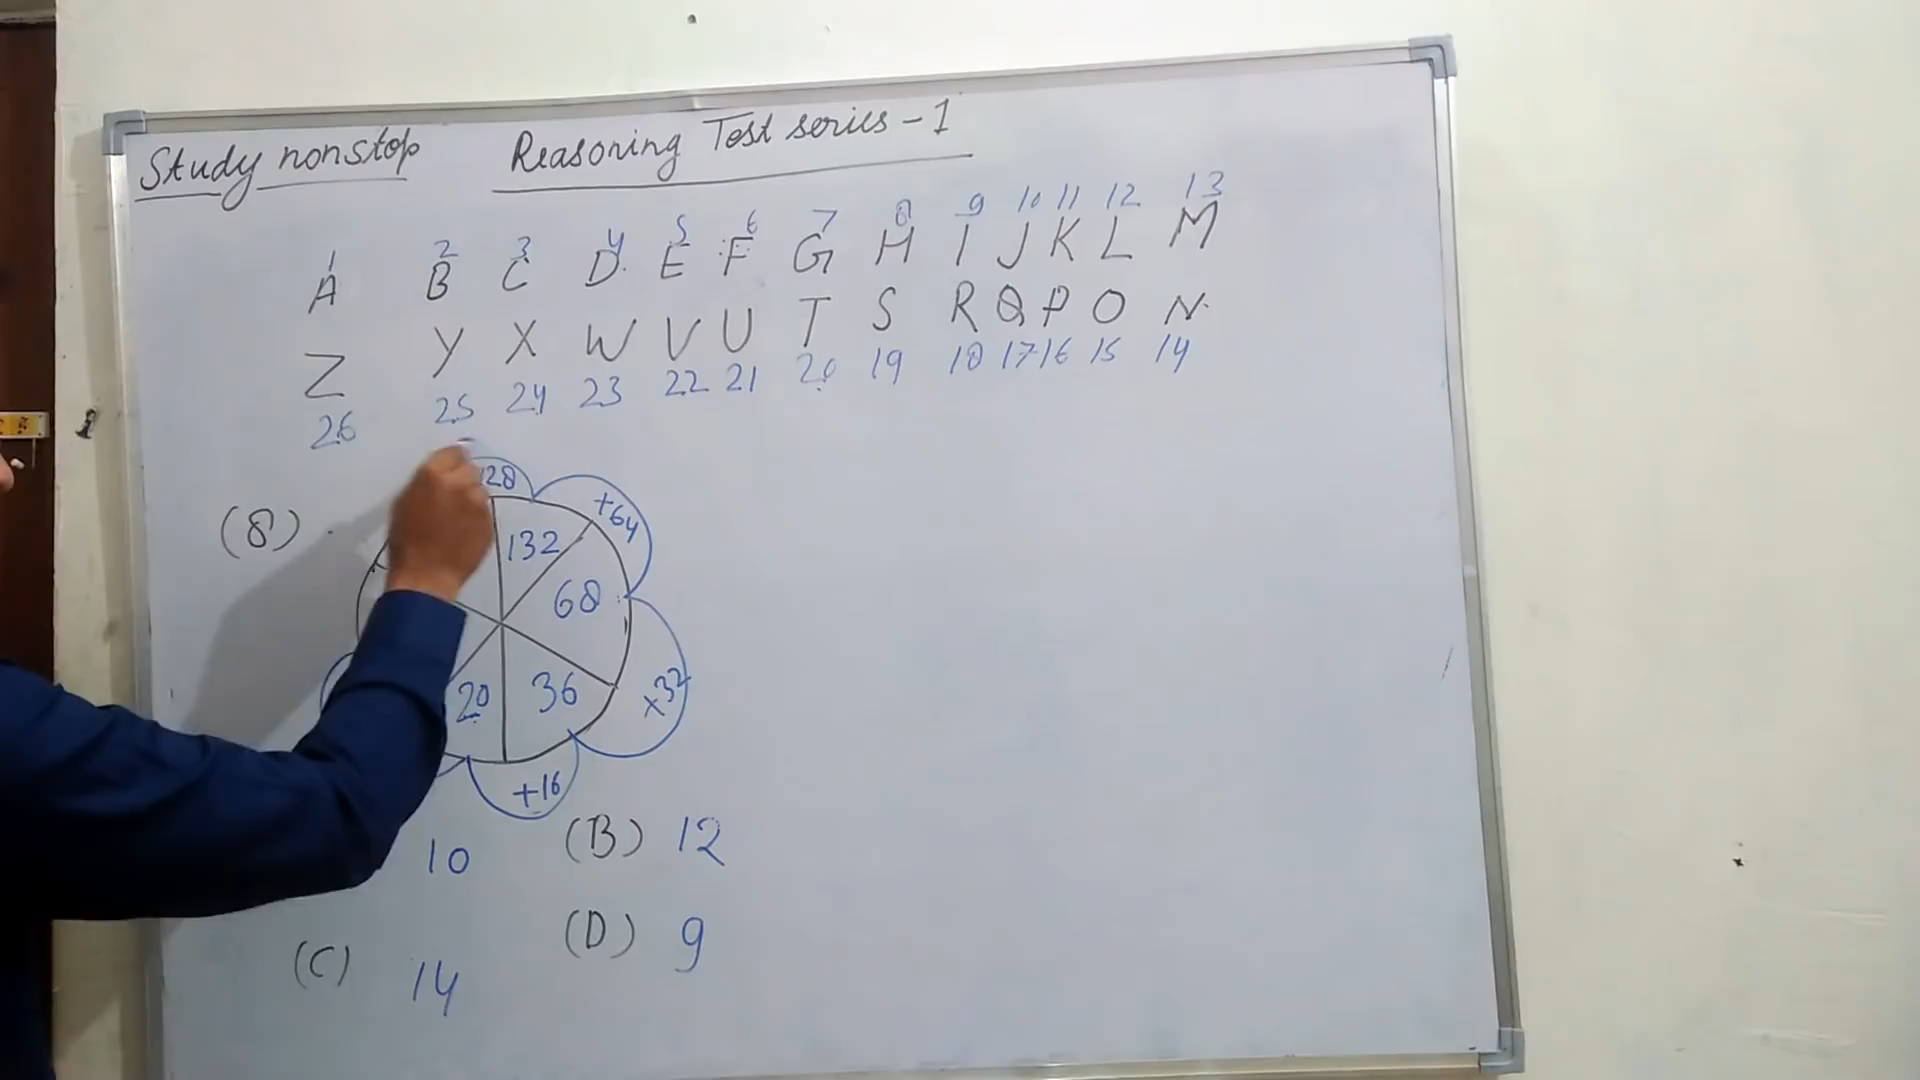 Study nonstop Reasoning Test series - 1
1 2 3 4 5 6 7 8 9 10 11 12 13
A B C D E F G H I J K L M
Z Y X W V U T S R Q P O N
26 25 24 23 22 21 20 19 18 17 16 15 14
(8)
128
+64
132
68
20
36
+32
+16
10
(B) 12
(C) 14
(D) 9